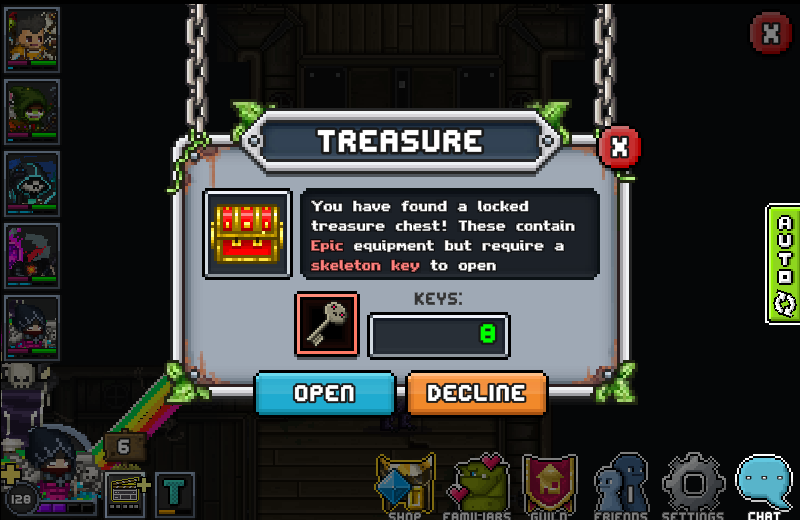 TREASURE
X
X
You have found a locked
treasure chest! These contain
Epic equipment but require a
skeleton key to open
KEYS:
8
OPEN
DECLINE
AUTO
6
128
T
SHOP
FAMILIARS
GUILD
FRIENDS
SETTINGS
CHAT